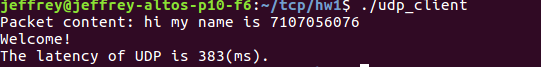 jeffrey@jeffrey-altos-p10-f6:~/tcp/hw1$ ./udp_client
Packet content: hi my name is 7107056076
Welcome!
The latency of UDP is 383(ms).